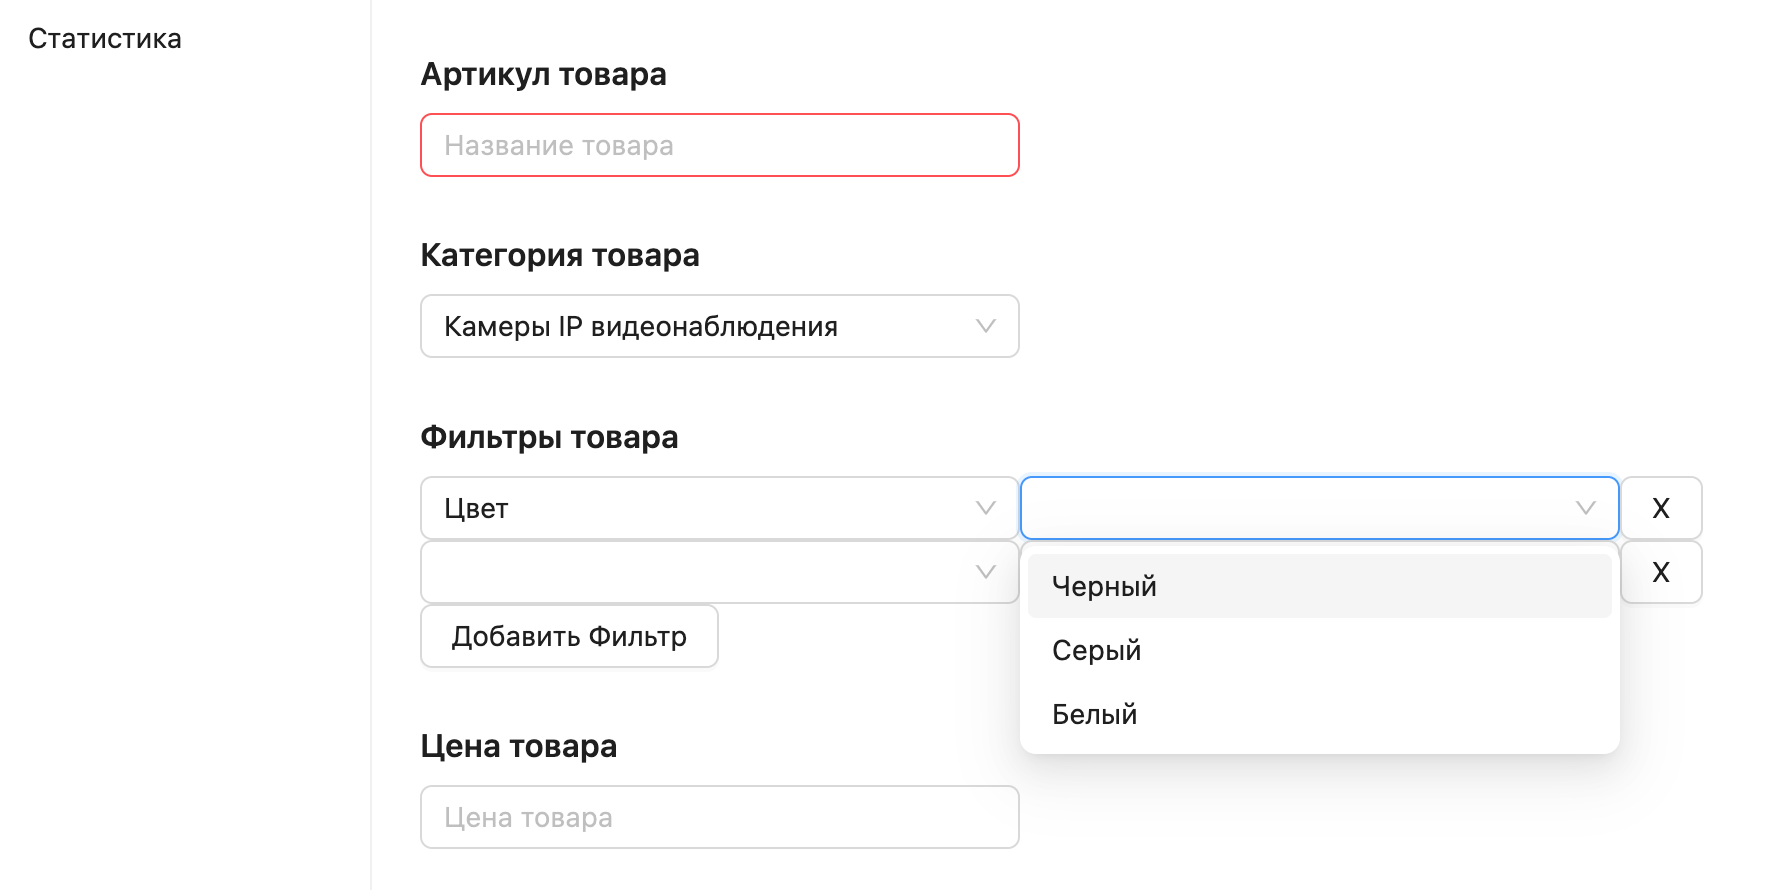 Статистика
Артикул товара
Название товара
Категория товара
Камеры IP видеонаблюдения
Фильтры товара
Цвет
X
X
Черный
Серый
Белый
Добавить Фильтр
Цена товара
Цена товара